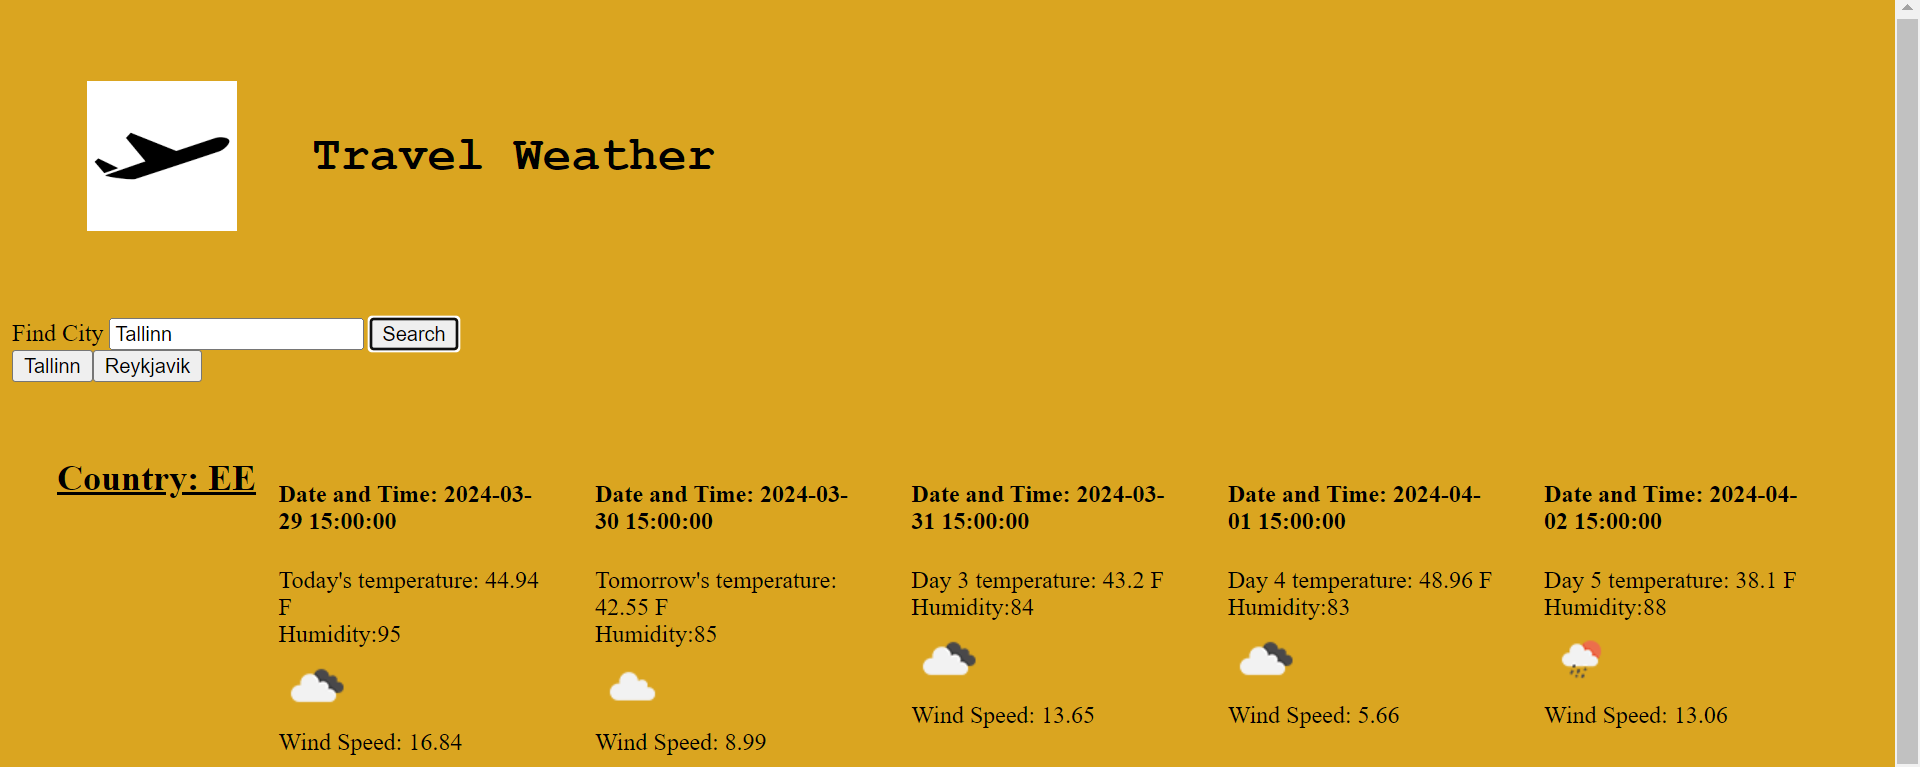 Travel Weather
Find City Tallinn Search
Tallinn Reykjavik
Country: EE
Date and Time: 2024-03-
29 15:00:00
Today's temperature: 44.94
F
Humidity:95
Wind Speed: 16.84
Date and Time: 2024-03-
30 15:00:00
Tomorrow's temperature:
42.55 F
Humidity:85
Wind Speed: 8.99
Date and Time: 2024-03-
31 15:00:00
Day 3 temperature: 43.2 F
Humidity:84
Wind Speed: 13.65
Date and Time: 2024-04-
01 15:00:00
Day 4 temperature: 48.96 F
Humidity:83
Wind Speed: 5.66
Date and Time: 2024-04-
02 15:00:00
Day 5 temperature: 38.1 F
Humidity:88
Wind Speed: 13.06